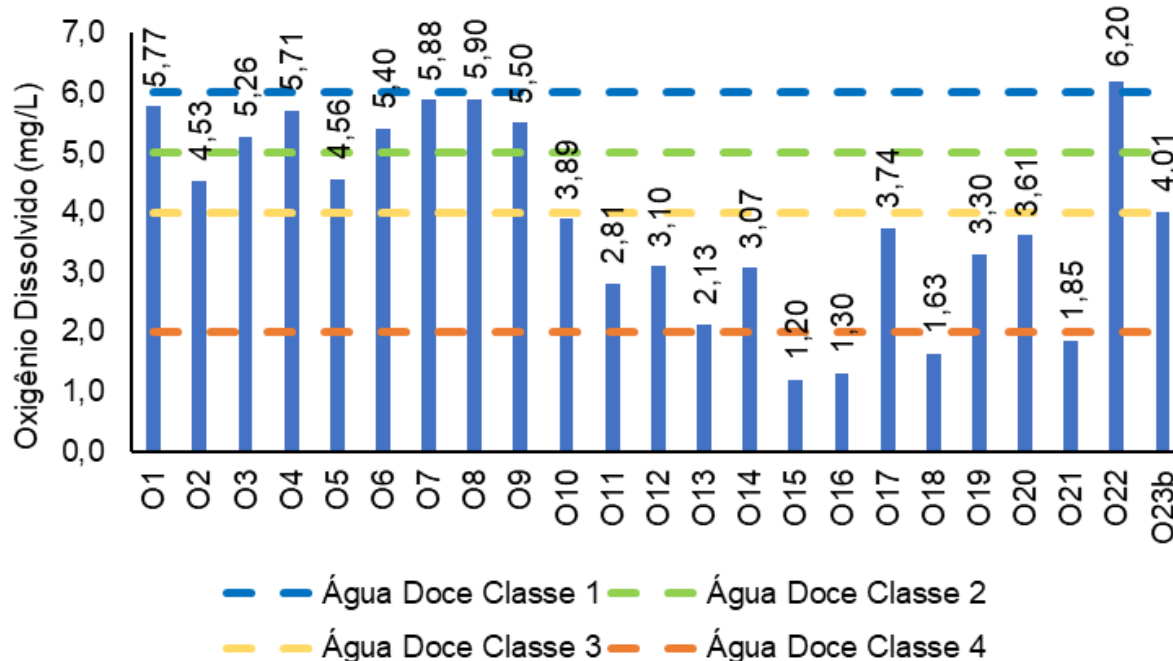 Oxigênio Dissolvido (mg/L)
7,0
6,0
5,0
4,0
3,0
2,0
1,0
0,0
5,77
4,53
5,26
5,71
4,56
5,40
5,88
5,90
5,50
3,89
2,81
3,10
2,13
3,07
1,20
1,30
3,74
1,63
3,30
3,61
1,85
6,20
4,01
O1
O2
O3
O4
O5
O6
O7
O8
O9
O10
O11
O12
O13
O14
O15
O16
O17
O18
O19
O20
O21
O22
O23b
Água Doce Classe 1 Água Doce Classe 2
Água Doce Classe 3 Água Doce Classe 4